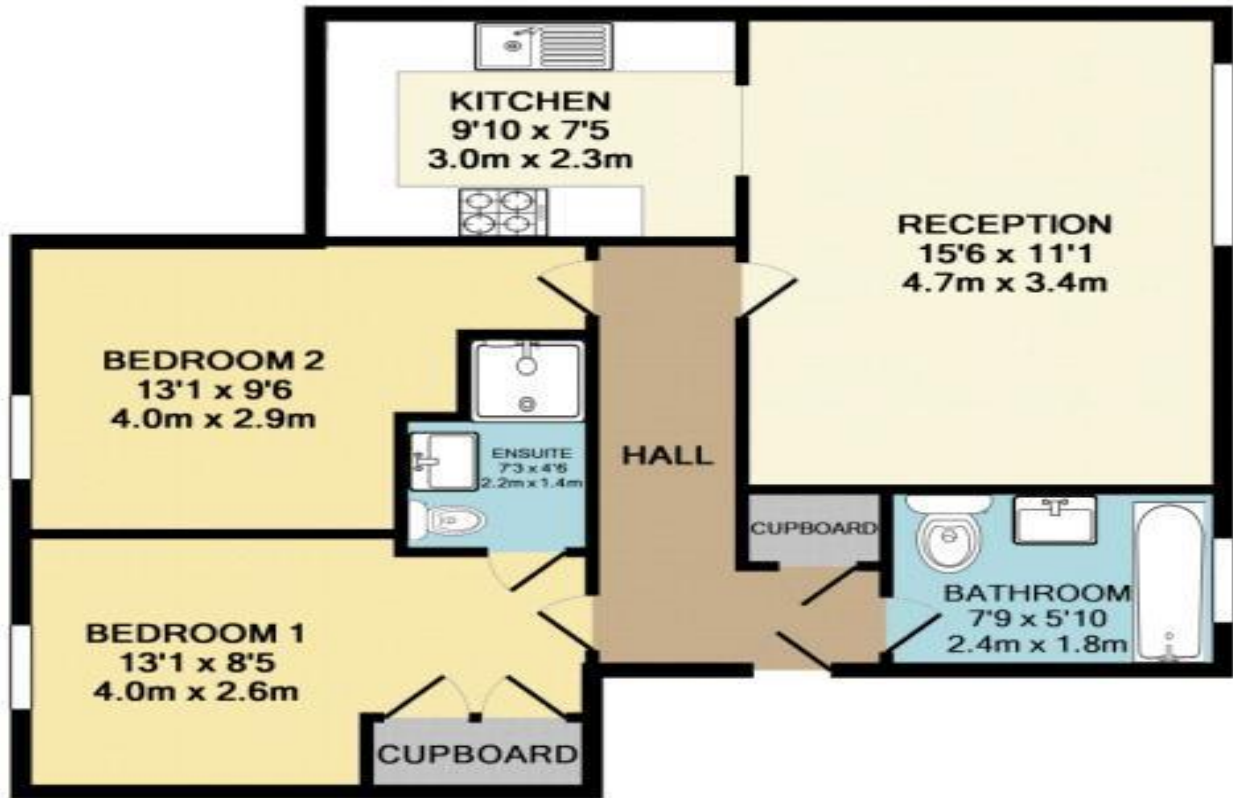 KITCHEN
9'10 x 7'5
3.0m x 2.3m
RECEPTION
15'6 x 11'1
4.7m x 3.4m
BEDROOM 2
13'1 x 9'6
4.0m x 2.9m
ENSUITE
7'3 x 4'6
2.2m x 1.4m
HALL
CUPBOARD
BATHROOM
7'9 x 5'10
2.4m x 1.8m
BEDROOM 1
13'1 x 8'5
4.0m x 2.6m
CUPBOARD